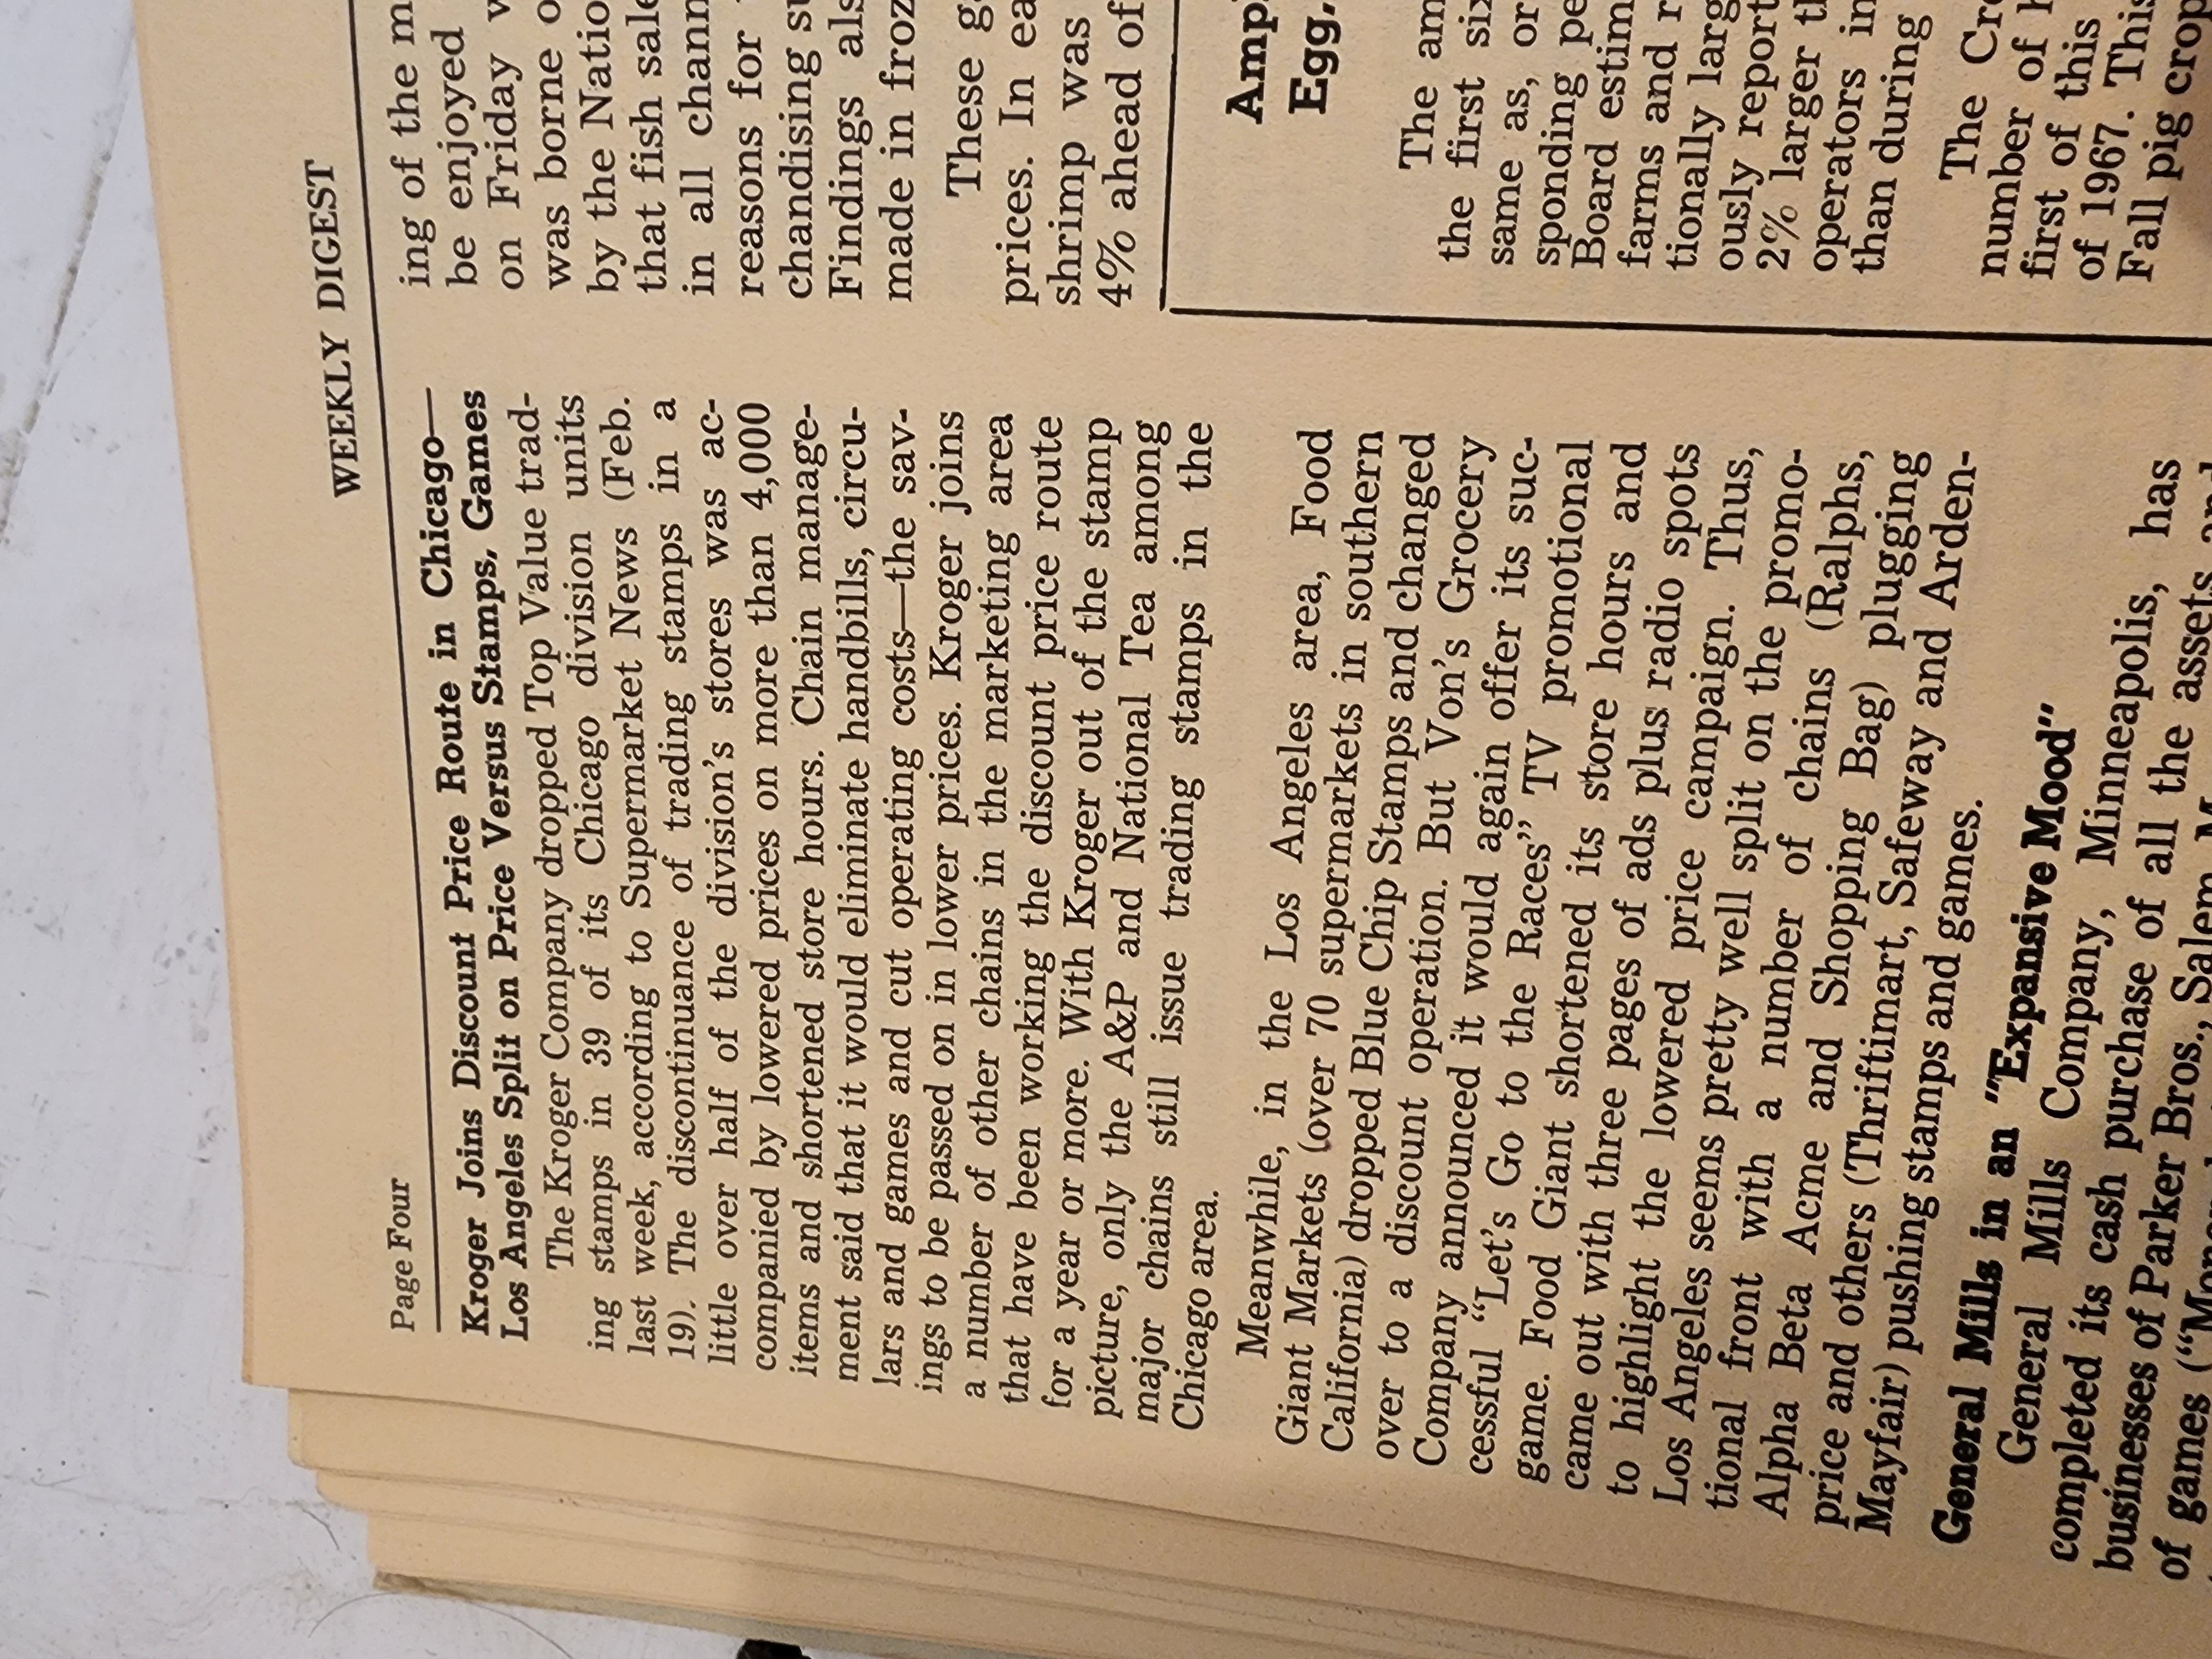 Page Four
WEEKLY DIGEST
Kroger Joins Discount Price Route in Chicago—
Los Angeles Split on Price Versus Stamps, Games
The Kroger Company dropped Top Value trad-
ing stamps in 39 of its Chicago division units
last week, according to Supermarket News (Feb.
19). The discontinuance of trading stamps in a
little over half of the division's stores was ac-
companied by lowered prices on more than 4,000
items and shortened store hours. Chain manage-
ment said that it would eliminate handbills, circu-
lars and games and cut operating costs—the sav-
ings to be passed on in lower prices. Kroger joins
a number of other chains in the marketing area
that have been working the discount price route
for a year or more. With Kroger out of the stamp
picture, only the A&P and National Tea among
major chains still issue trading stamps in the
Chicago area.
Meanwhile, in the Los Angeles area, Food
Giant Markets (over 70 supermarkets in southern
California) dropped Blue Chip Stamps and changed
over to a discount operation. But Von's Grocery
Company announced it would again offer its suc-
cessful "Let's Go to the Races" TV promotional
game. Food Giant shortened its store hours and
came out with three pages of ads plus radio spots
to highlight the lowered price campaign. Thus,
Los Angeles seems pretty well split on the promo-
tional front with a number of chains (Ralphs,
Alpha Beta Acme and Shopping Bag) plugging
price and others (Thriftimart, Safeway and Arden-
Mayfair) pushing stamps and games.
General Mills in an "Expansive Mood"
General Mills Company, Minneapolis, has
completed its cash purchase of all the assets and
businesses of Parker Bros., Salem
of games
ing of the
be enjoyed
on Friday
was borne
by the
that fish
in all
reasons for
chandising
Findings
made in
These
prices. In
shrimp was
4% ahead of
Egg,
The
the first
same as, or
sponding
Board
farms and
tionally
ously
2% larger
operators in
than during
The
number of
first of this
of 1967. This
Fall pig